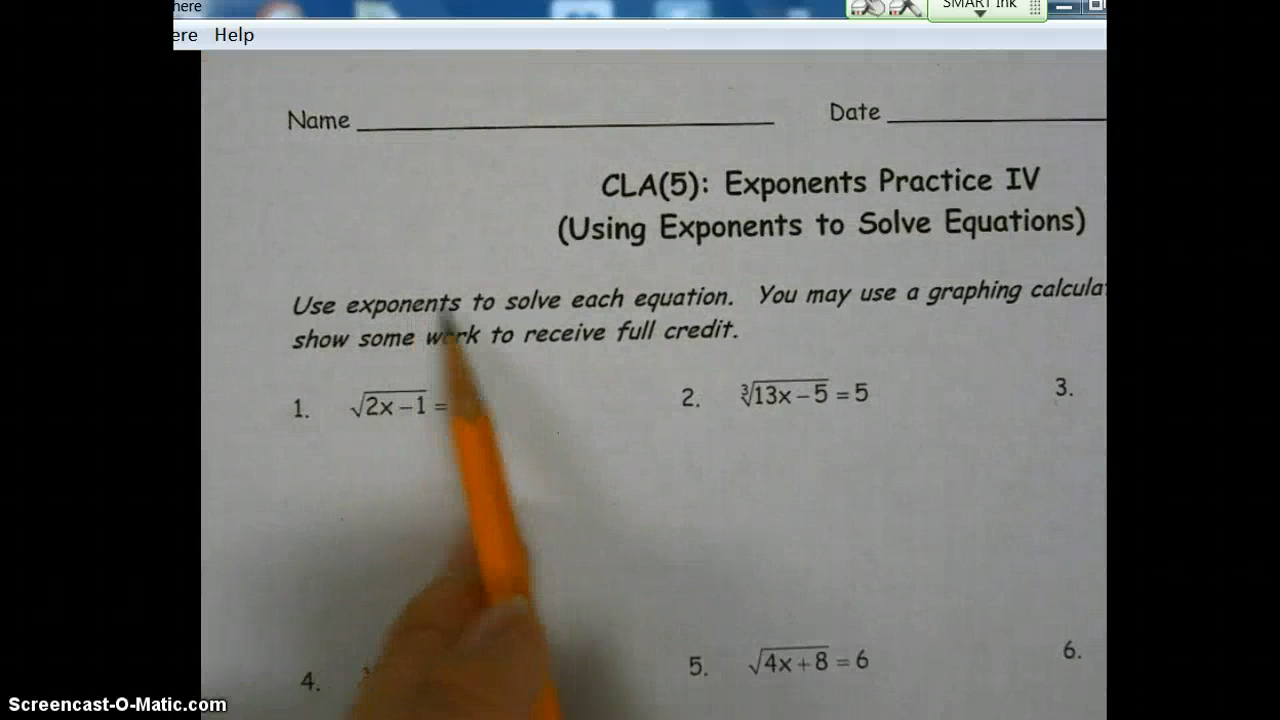 here
SMART Ink
ere Help
Name Date
CLA(5): Exponents Practice IV
(Using Exponents to Solve Equations)
Use exponents to solve each equation. You may use a graphing
show some work to receive full credit.
1. √2x-1 = 2. ∛13x-5 = 5 3.
4. 5. √4x+8 = 6 6.
Screencast-O-Matic.com